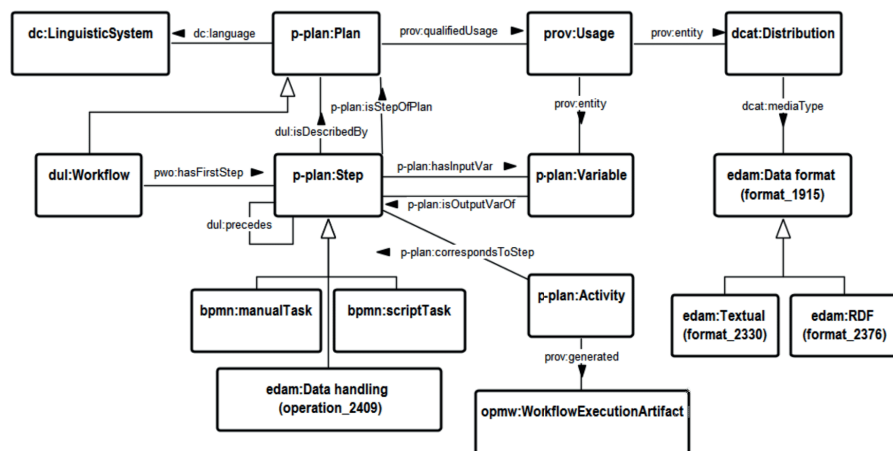 dc:LinguisticSystem
dc:language
p-plan:Plan
prov:qualifiedUsage
prov:Usage
prov:entity
dcat:Distribution
p-plan:isStepOfPlan
dul:isDescribedBy
prov:entity
dcat:mediaType
dul:Workflow
pwo:hasFirstStep
p-plan:Step
p-plan:hasInputVar
p-plan:isOutputVarOf
p-plan:Variable
edam:Data format
(format_1915)
dul:precedes
p-plan:correspondsToStep
bpmn:manualTask
bpmn:scriptTask
p-plan:Activity
edam:Textual
(format_2330)
edam:RDF
(format_2376)
prov:generated
edam:Data handling
(operation_2409)
opmw:WorkflowExecutionArtifact